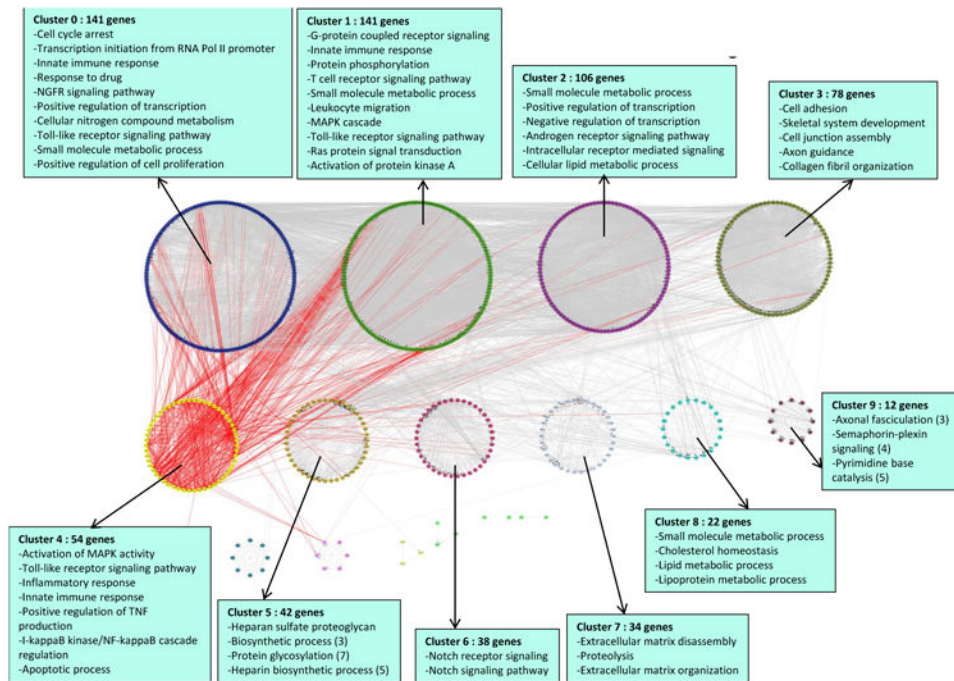 Cluster 0 : 141 genes
-Cell cycle arrest
-Transcription initiation from RNA Pol II promoter
-Innate immune response
-Response to drug
-NGFR signaling pathway
-Positive regulation of transcription
-Cellular nitrogen compound metabolism
-Toll-like receptor signaling pathway
-Small molecule metabolic process
-Positive regulation of cell proliferation
Cluster 1 : 141 genes
-G-protein coupled receptor signaling
-Innate immune response
-Protein phosphorylation
-T cell receptor signaling pathway
-Small molecule metabolic process
-Leukocyte migration
-MAPK cascade
-Toll-like receptor signaling pathway
-Ras protein signal transduction
-Activation of protein kinase A
Cluster 2 : 106 genes
-Small molecule metabolic process
-Positive regulation of transcription
-Negative regulation of transcription
-Androgen receptor signaling pathway
-Intracellular receptor mediated signaling
-Cellular lipid metabolic process
Cluster 3 : 78 genes
-Cell adhesion
-Skeletal system development
-Cell junction assembly
-Axon guidance
-Collagen fibril organization
Cluster 4 : 54 genes
-Activation of MAPK activity
-Toll-like receptor signaling pathway
-Inflammatory response
-Innate immune response
-Positive regulation of TNF
production
-I-kappaB kinase/NF-kappaB cascade
regulation
-Apoptotic process
Cluster 5 : 42 genes
-Heparan sulfate proteoglycan
-Biosynthetic process (3)
-Protein glycosylation (7)
-Heparin biosynthetic process (5)
Cluster 6 : 38 genes
-Notch receptor signaling
-Notch signaling pathway
Cluster 7 : 34 genes
-Extracellular matrix disassembly
-Proteolysis
-Extracellular matrix organization
Cluster 8 : 22 genes
-Small molecule metabolic process
-Cholesterol homeostasis
-Lipid metabolic process
-Lipoprotein metabolic process
Cluster 9 : 12 genes
-Axonal fasciculation (3)
-Semaphorin-plexin
signaling (4)
-Pyrimidine base
catalysis (5)